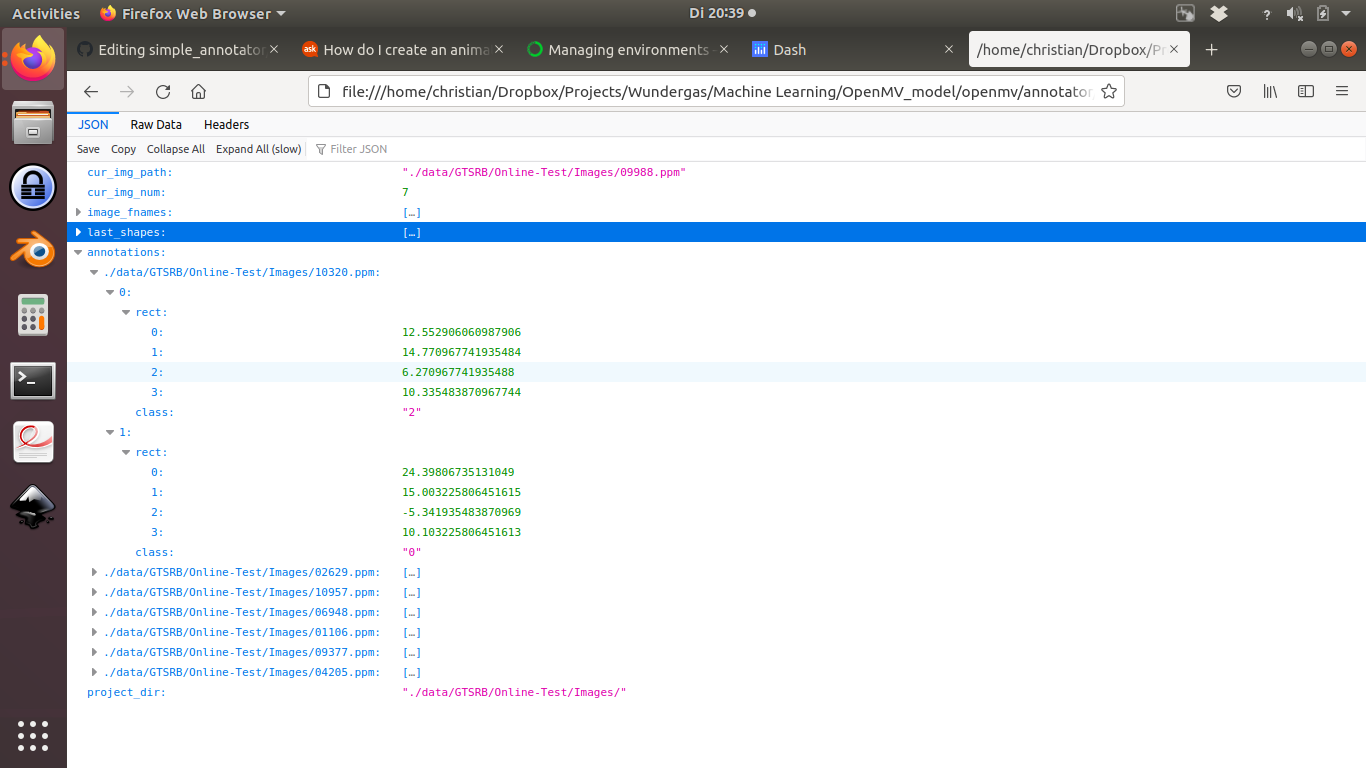 Activities Firefox Web Browser Di 20:39 ?
Editing simple_annotator How do I create an anima Managing environments Dash /home/christian/Dropbox/Pr
file:///home/christian/Dropbox/Projects/Wundergas/Machine Learning/OpenMV_model/openmv/annotator
JSON Raw Data Headers
Save Copy Collapse All Expand All (slow) Filter JSON
cur_img_path: "./data/GTSRB/Online-Test/Images/09988.ppm"
cur_img_num: 7
image_fnames: […]
last_shapes: […]
annotations:
./data/GTSRB/Online-Test/Images/10320.ppm:
0:
rect:
0: 12.552906060987906
1: 14.770967741935484
2: 6.270967741935488
3: 10.335483870967744
class: "2"
1:
rect:
0: 24.39806735131049
1: 15.003225806451615
2: -5.341935483870969
3: 10.103225806451613
class: "0"
./data/GTSRB/Online-Test/Images/02629.ppm: […]
./data/GTSRB/Online-Test/Images/10957.ppm: […]
./data/GTSRB/Online-Test/Images/06948.ppm: […]
./data/GTSRB/Online-Test/Images/01106.ppm: […]
./data/GTSRB/Online-Test/Images/09377.ppm: […]
./data/GTSRB/Online-Test/Images/04205.ppm: […]
project_dir: "./data/GTSRB/Online-Test/Images/"